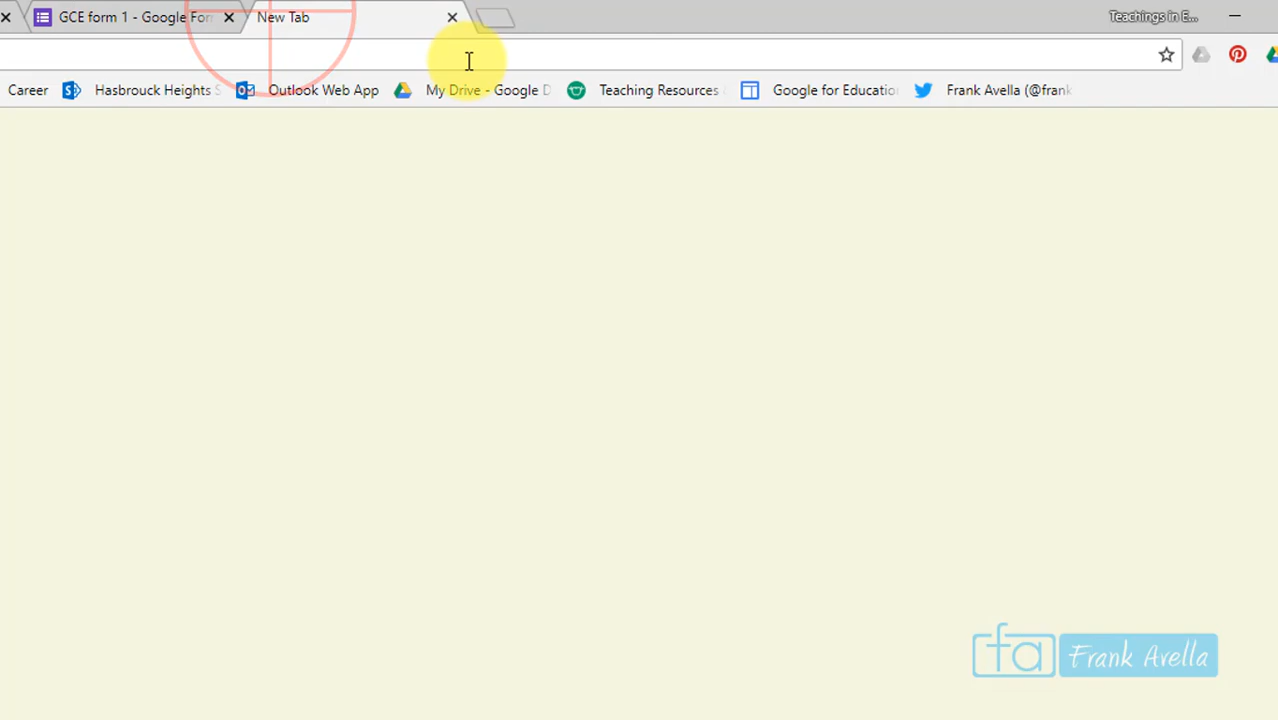 GCE form 1 - Google For
New Tab
Teachings in E...
Career
Hasbrouck Heights S
Outlook Web App
My Drive - Google D
Teaching Resources
Google for Educatio
Frank Avella (@frank
fa
Frank Avella